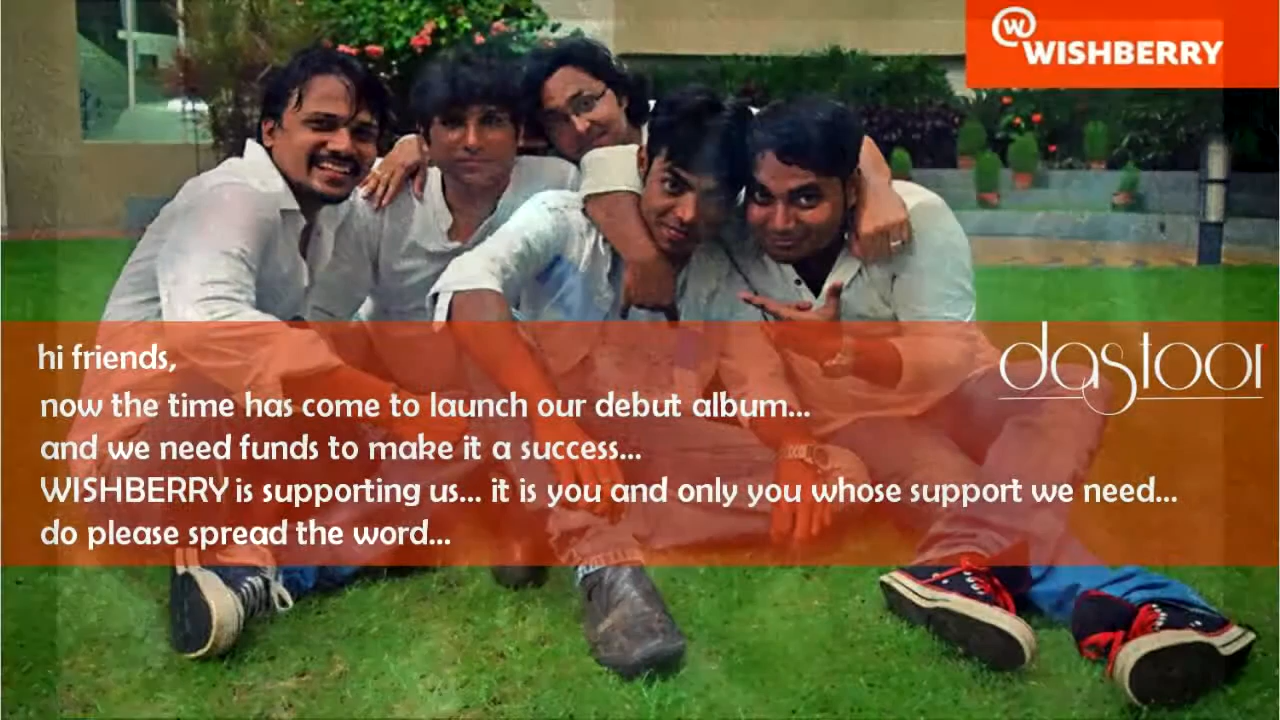 WISHBERRY
dastoor
hi friends,
now the time has come to launch our debut album...
and we need funds to make it a success...
WISHBERRY is supporting us... it is you and only you whose support we need...
do please spread the word...